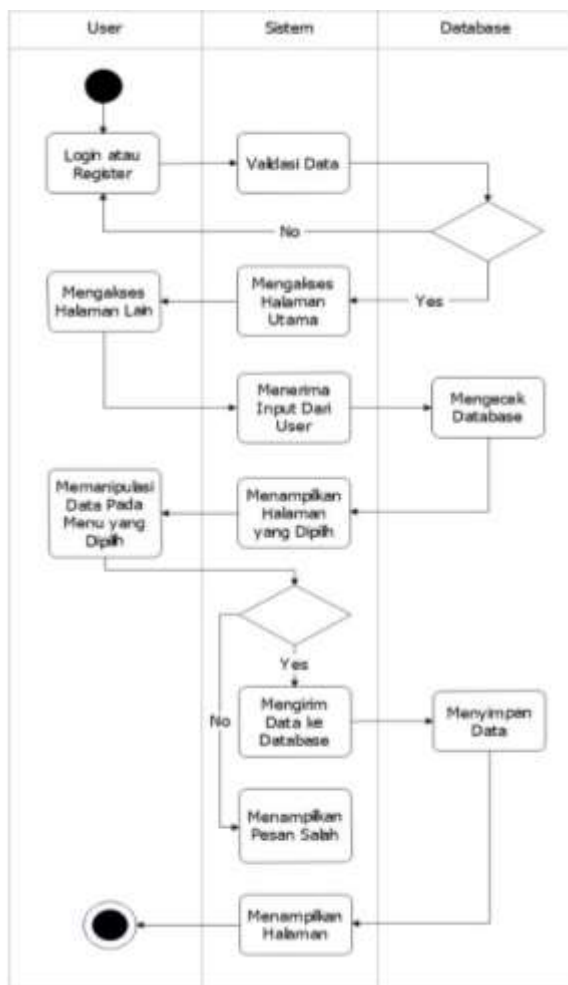 User
Sistem
Database
Login atau
Register
Validasi Data
No
Yes
Mengakses
Halaman
Utama
Mengakses
Halaman Lain
Menerima
Input Dari
User
Mengecek
Database
Menampilkan
Halaman
yang Dipilih
Memanipulasi
Data Pada
Menu yang
Dipilih
Yes
No
Mengirim
Data ke
Database
Menyimpan
Data
Menampilkan
Pesan Salah
Menampilkan
Halaman